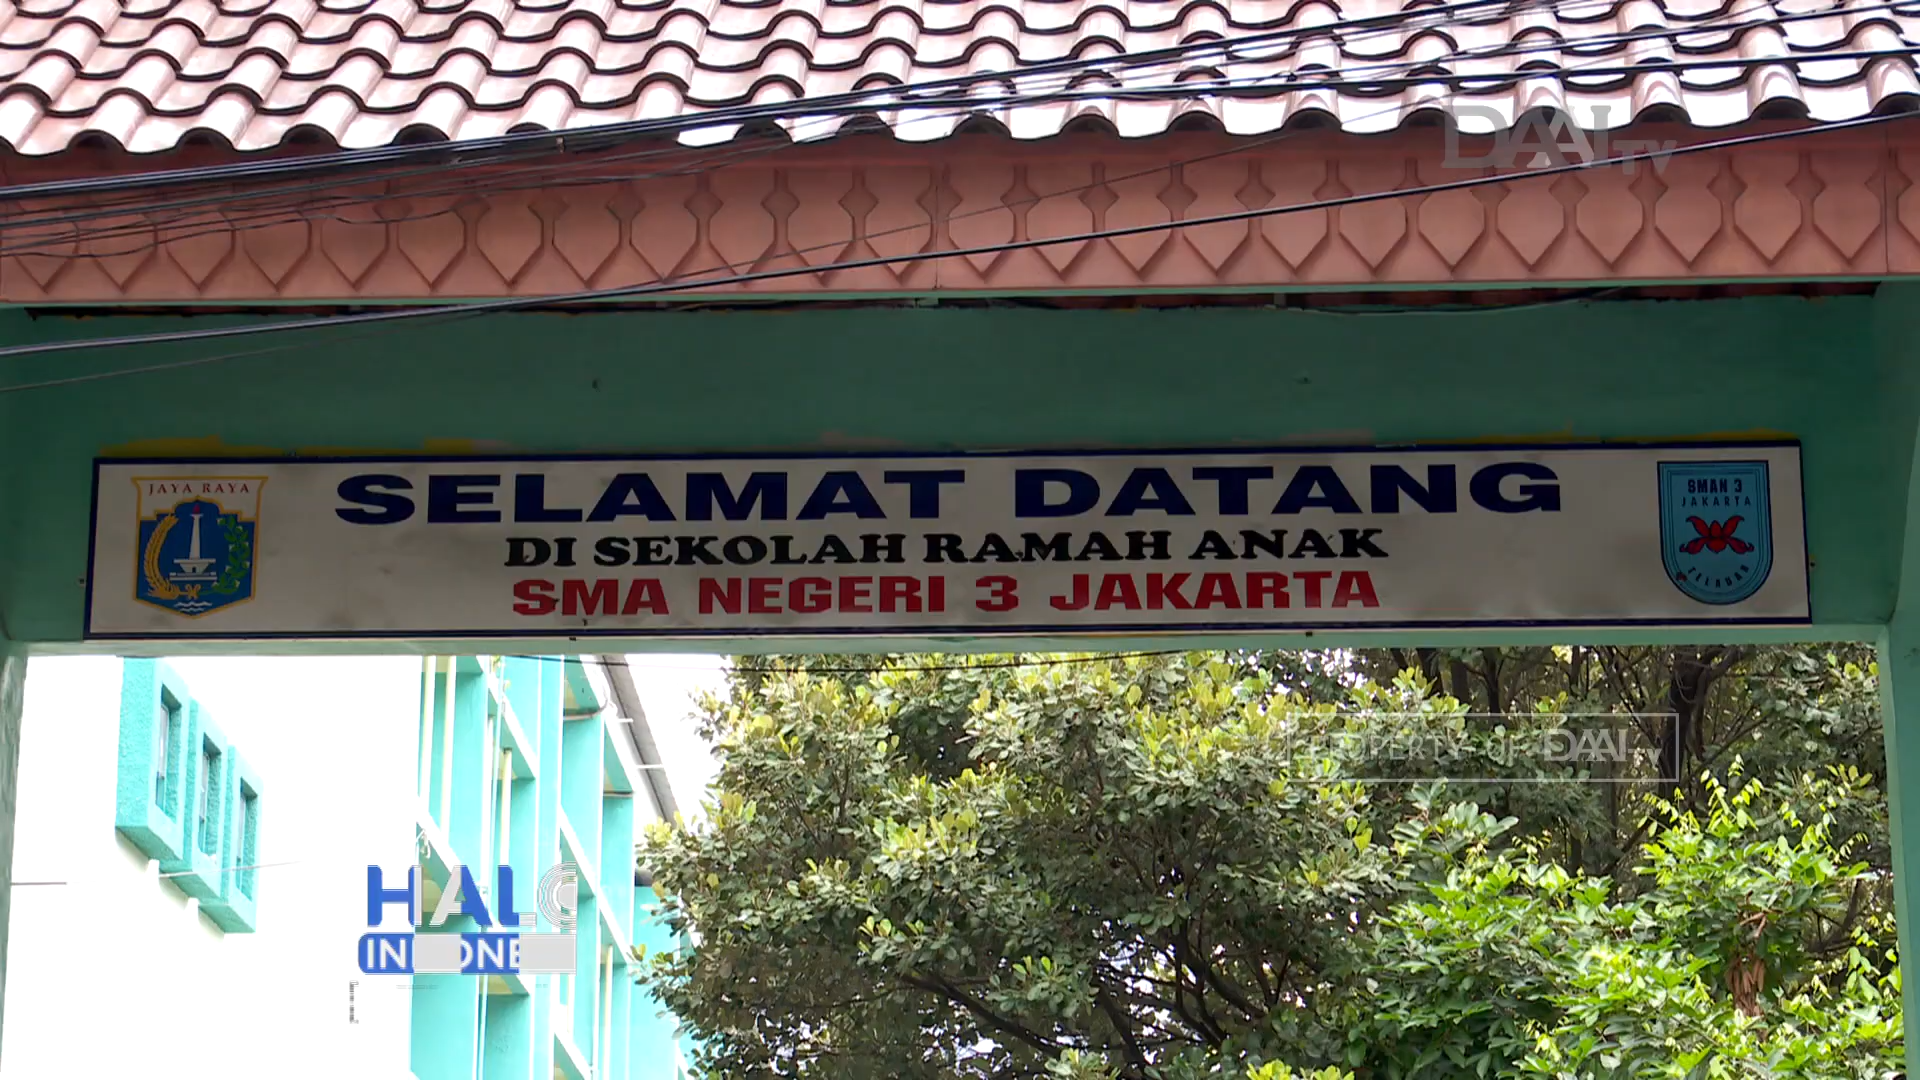 DAAI TV
JAYA RAYA
SELAMAT DATANG
DI SEKOLAH RAMAH ANAK
SMA NEGERI 3 JAKARTA
SMAN 3
JAKARTA
TELADAN
PROPERTY OF DAAI TV
HALO
INDONE